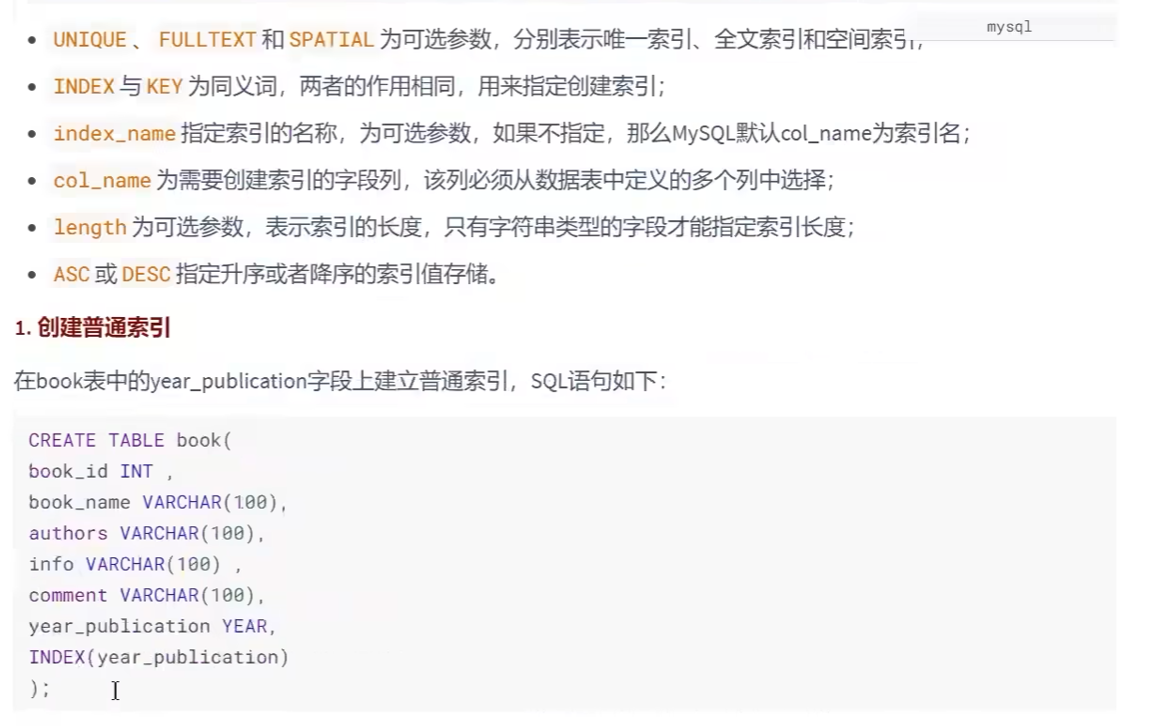 mysql
UNIQUE 、 FULLTEXT 和 SPATIAL 为可选参数，分别表示唯一索引、全文索引和空间索引；
INDEX 与 KEY 为同义词，两者的作用相同，用来指定创建索引；
index_name 指定索引的名称，为可选参数，如果不指定，那么MySQL默认col_name为索引名；
col_name 为需要创建索引的字段列，该列必须从数据表中定义的多个列中选择；
length 为可选参数，表示索引的长度，只有字符串类型的字段才能指定索引长度；
ASC 或 DESC 指定升序或者降序的索引值存储。
1. 创建普通索引
在book表中的year_publication字段上建立普通索引，SQL语句如下：
CREATE TABLE book(
book_id INT ,
book_name VARCHAR(100),
authors VARCHAR(100),
info VARCHAR(100) ,
comment VARCHAR(100),
year_publication YEAR,
INDEX(year_publication)
);